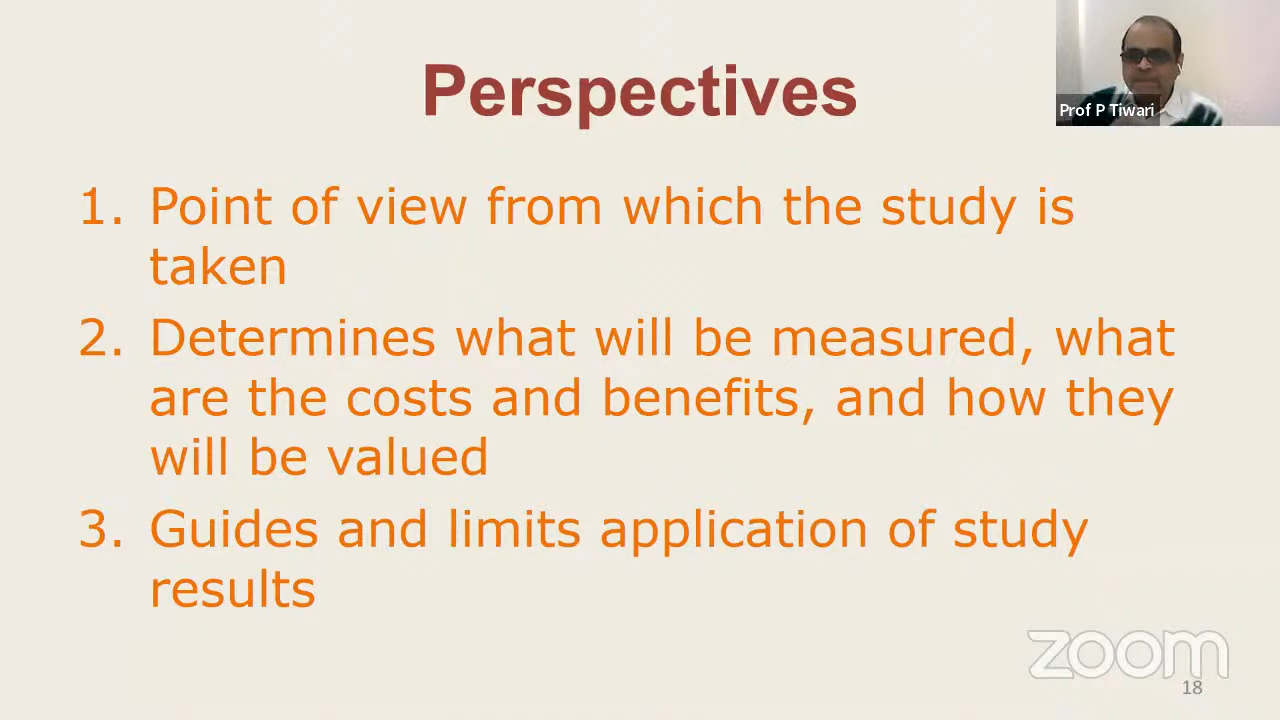 Perspectives
Prof P Tiwari
1. Point of view from which the study is
taken
2. Determines what will be measured, what
are the costs and benefits, and how they
will be valued
3. Guides and limits application of study
results
zoom
18